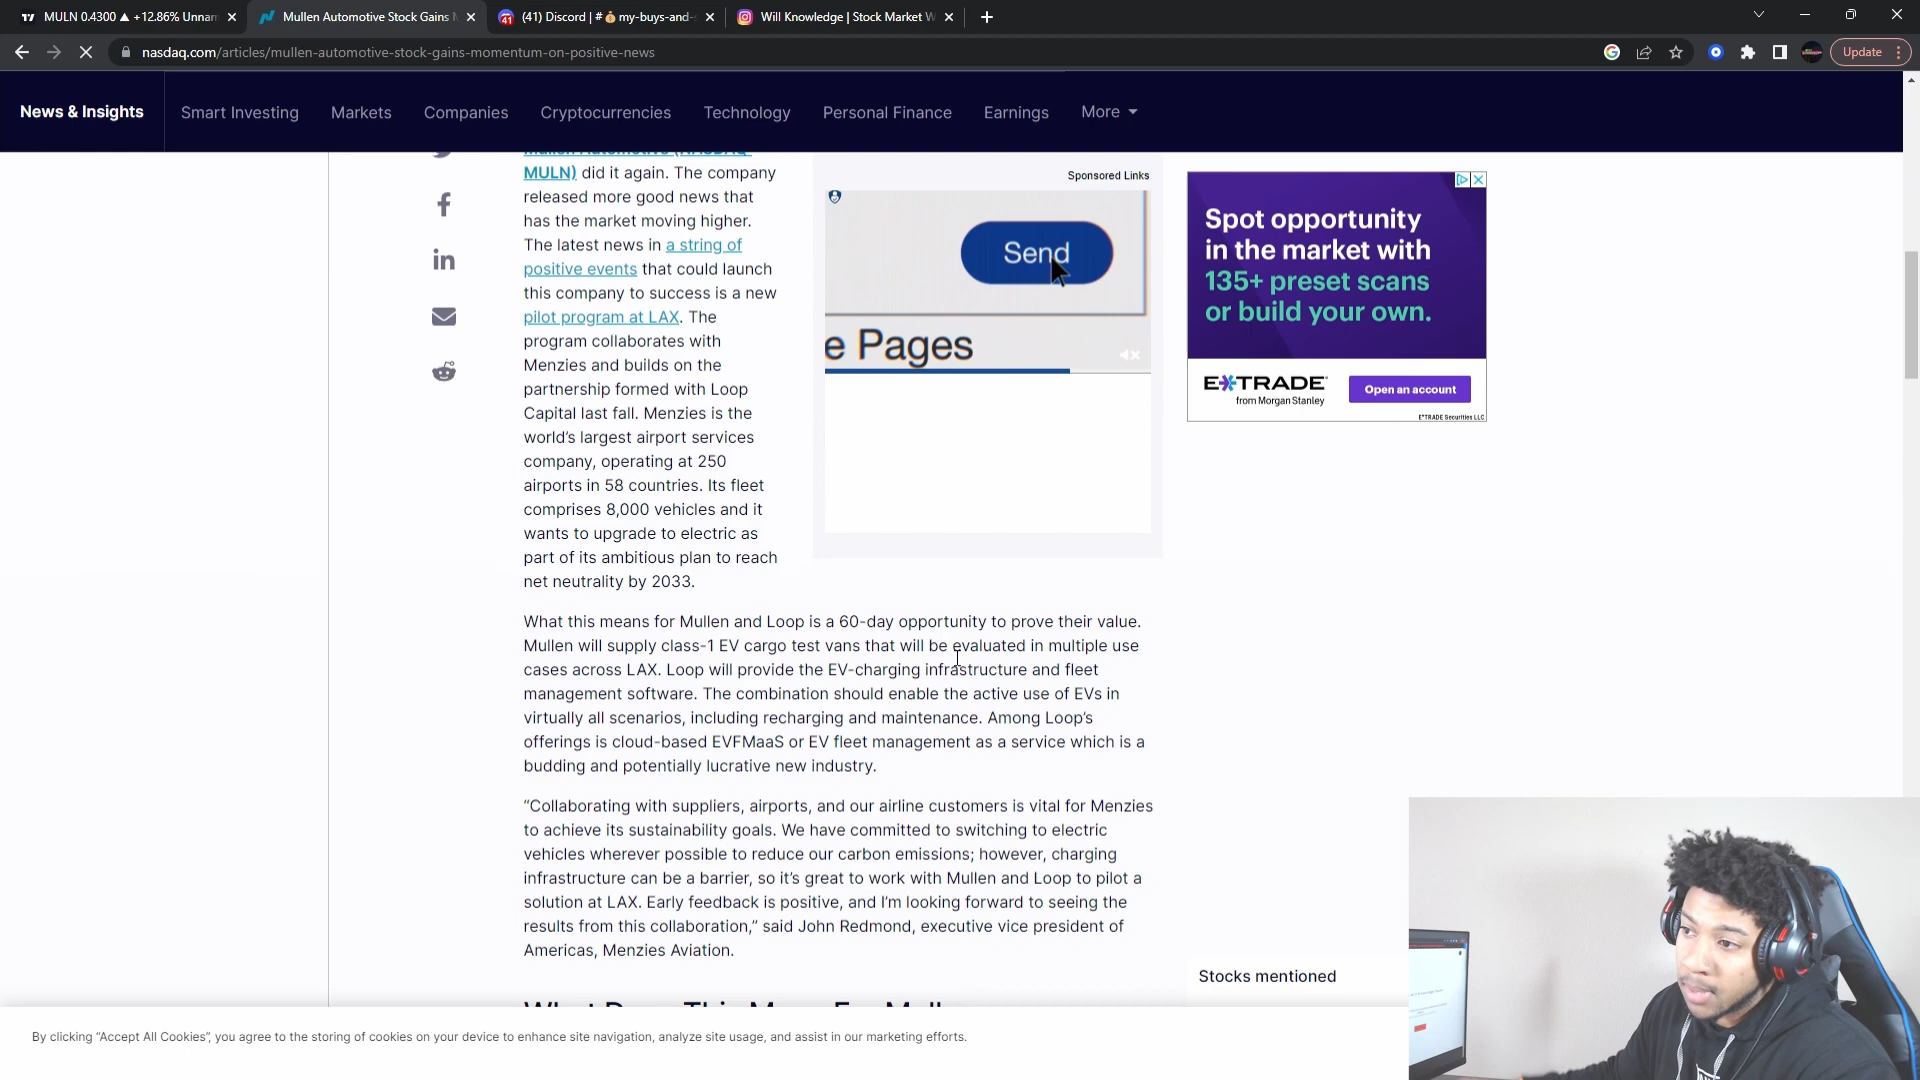 MULN 0.4300 ▲ +12.86% Unnam
Mullen Automotive Stock Gains
(41) Discord | # 💰 my-buys-and-
Will Knowledge | Stock Market W
nasdaq.com/articles/mullen-automotive-stock-gains-momentum-on-positive-news
Update
News & Insights
Smart Investing
Markets
Companies
Cryptocurrencies
Technology
Personal Finance
Earnings
More
Mullen Automotive (NASDAQ:
MULN) did it again. The company
released more good news that
has the market moving higher.
The latest news in a string of
positive events that could launch
this company to success is a new
pilot program at LAX. The
program collaborates with
Menzies and builds on the
partnership formed with Loop
Capital last fall. Menzies is the
world's largest airport services
company, operating at 250
airports in 58 countries. Its fleet
comprises 8,000 vehicles and it
wants to upgrade to electric as
part of its ambitious plan to reach
net neutrality by 2033.
Sponsored Links
Send
e Pages
Spot opportunity
in the market with
135+ preset scans
or build your own.
E*TRADE
from Morgan Stanley
Open an account
E*TRADE Securities LLC
What this means for Mullen and Loop is a 60-day opportunity to prove their value.
Mullen will supply class-1 EV cargo test vans that will be evaluated in multiple use
cases across LAX. Loop will provide the EV-charging infrastructure and fleet
management software. The combination should enable the active use of EVs in
virtually all scenarios, including recharging and maintenance. Among Loop's
offerings is cloud-based EVFMaaS or EV fleet management as a service which is a
budding and potentially lucrative new industry.
“Collaborating with suppliers, airports, and our airline customers is vital for Menzies
to achieve its sustainability goals. We have committed to switching to electric
vehicles wherever possible to reduce our carbon emissions; however, charging
infrastructure can be a barrier, so it's great to work with Mullen and Loop to pilot a
solution at LAX. Early feedback is positive, and I'm looking forward to seeing the
results from this collaboration,” said John Redmond, executive vice president of
Americas, Menzies Aviation.
Stocks mentioned
By clicking “Accept All Cookies”, you agree to the storing of cookies on your device to enhance site navigation, analyze site usage, and assist in our marketing efforts.